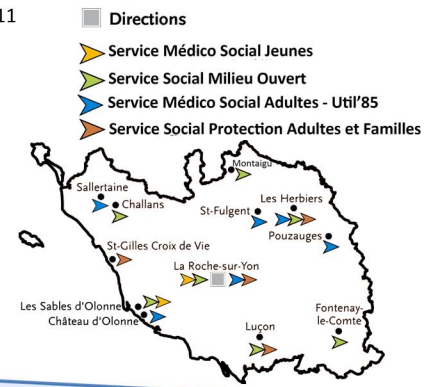 11
Directions
Service Médico Social Jeunes
Service Social Milieu Ouvert
Service Médico Social Adultes - Util'85
Service Social Protection Adultes et Familles
Montaigu
Sallertaine
Challans
Les Herbiers
St-Fulgent
Pouzauges
St-Gilles Croix de Vie
La Roche-sur-Yon
Les Sables d'Olonne
Château d'Olonne
Fontenay-
le-Comte
Luçon